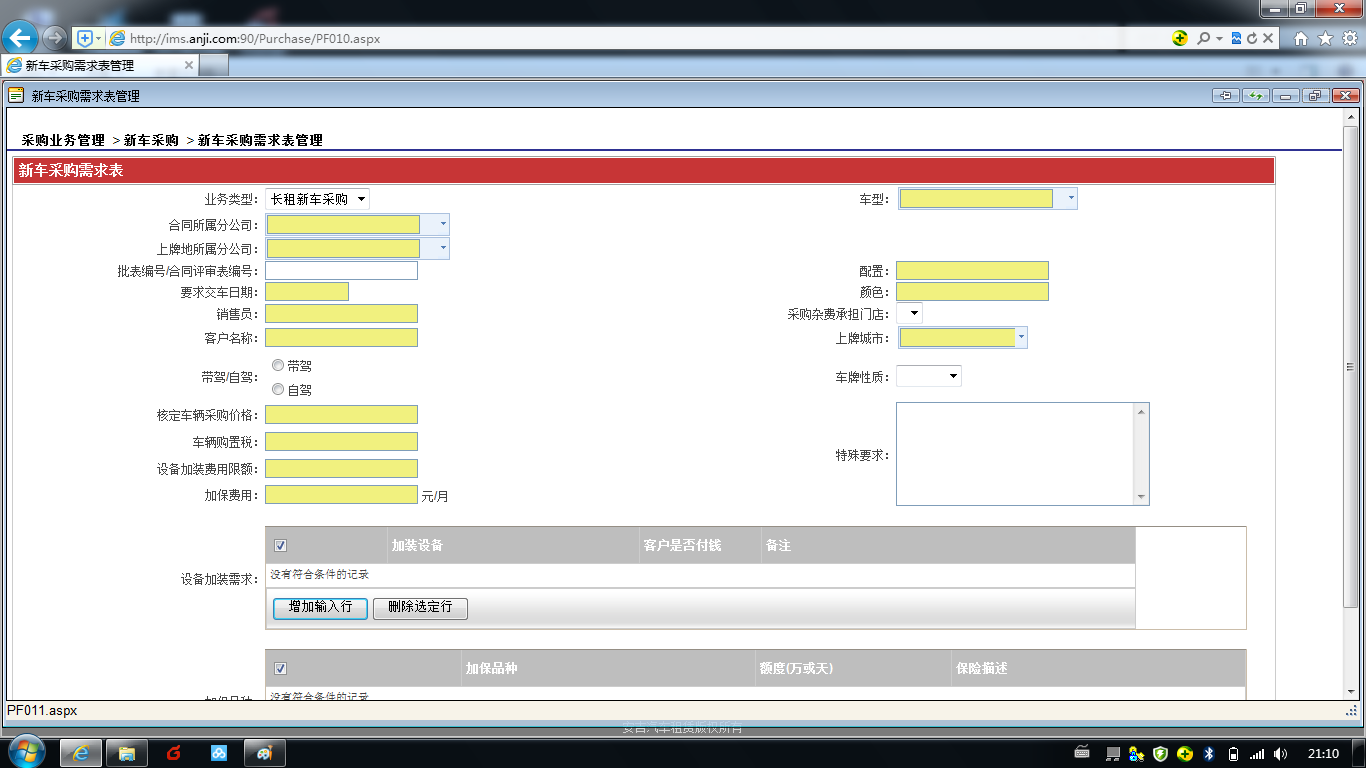 http://ims.anji.com:90/Purchase/PF010.aspx
新车采购需求表管理
新车采购需求表管理
采购业务管理 > 新车采购 > 新车采购需求表管理
新车采购需求表
业务类型: 长租新车采购 车型:
合同所属分公司:
上牌地所属分公司:
批表编号/合同评审表编号: 配置:
要求交车日期: 颜色:
销售员: 采购杂费承担门店:
客户名称: 上牌城市:
带驾
带驾/自驾: 车牌性质:
自驾
核定车辆采购价格:
车辆购置税:
特殊要求:
设备加装费用限额:
加保费用: 元/月
加装设备 客户是否付钱 备注
没有符合条件的记录
设备加装需求:
增加输入行 删除选定行
加保品种 额度(万或天) 保险描述
没有符合条件的记录
加保品种:
PF011.aspx
安吉汽车租赁版权所有
21:10